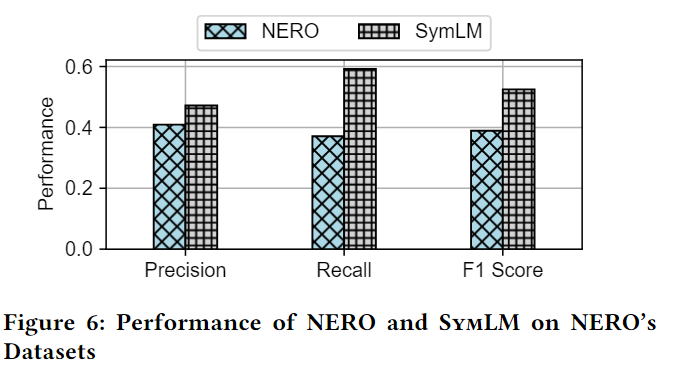 NERO SymLM
0.6
0.4
0.2
0.0
Performance
Precision Recall F1 Score
Figure 6: Performance of NERO and SymLM on NERO's
Datasets